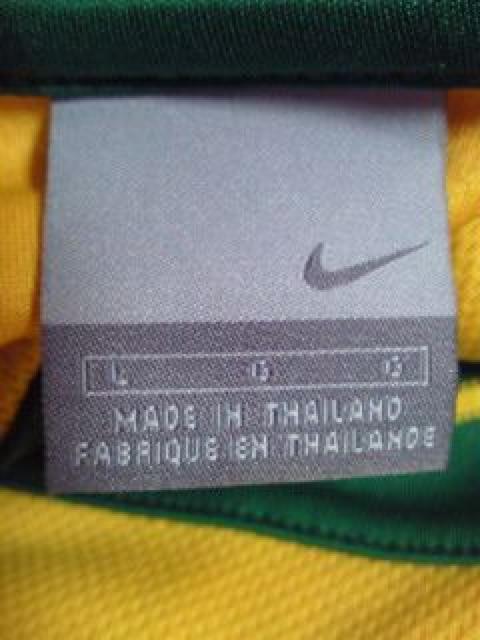 L G G
MADE IN THAILAND
FABRIQUE EN THAILANDE